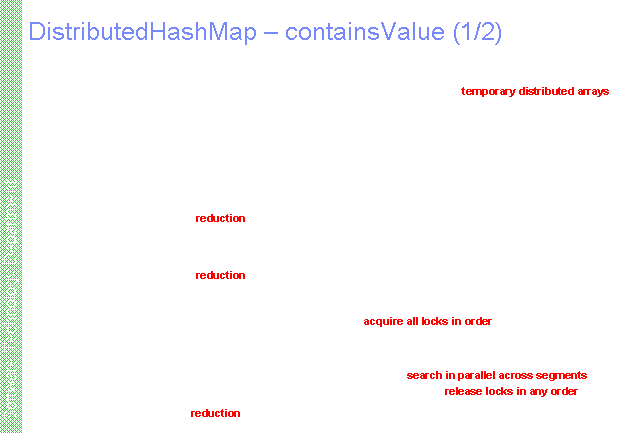 DistributedHashMap – containsValue (1/2)
temporary distributed arrays
reduction
reduction
acquire all locks in order
search in parallel across segments
release locks in any order
reduction